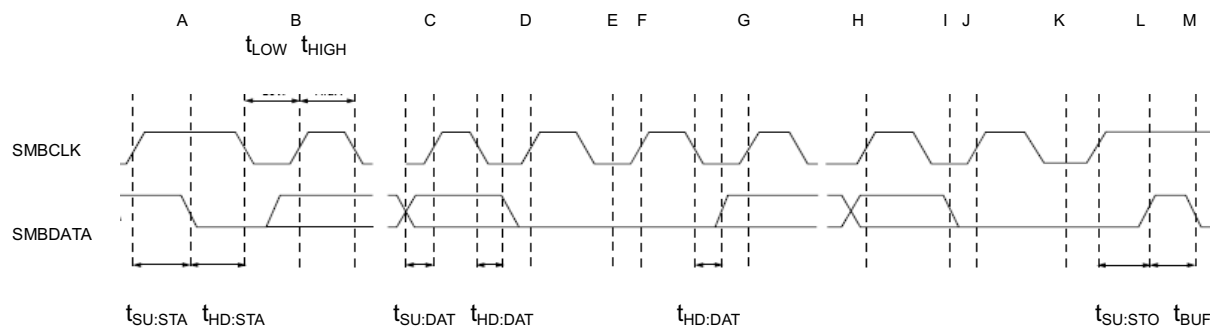 A B C D E F G H I J K L M
tLOW tHIGH
SMBCLK
SMBDATA
tSU:STA tHD:STA tSU:DAT tHD:DAT tHD:DAT tSU:STO tBUF